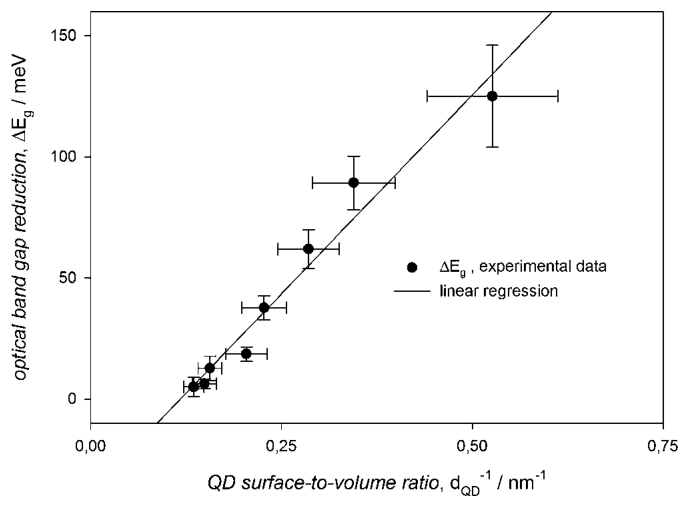 150
100
50
0
optical band gap reduction, ΔEg / meV
ΔEg , experimental data
linear regression
0,00 0,25 0,50 0,75
QD surface-to-volume ratio, dQD⁻¹ / nm⁻¹